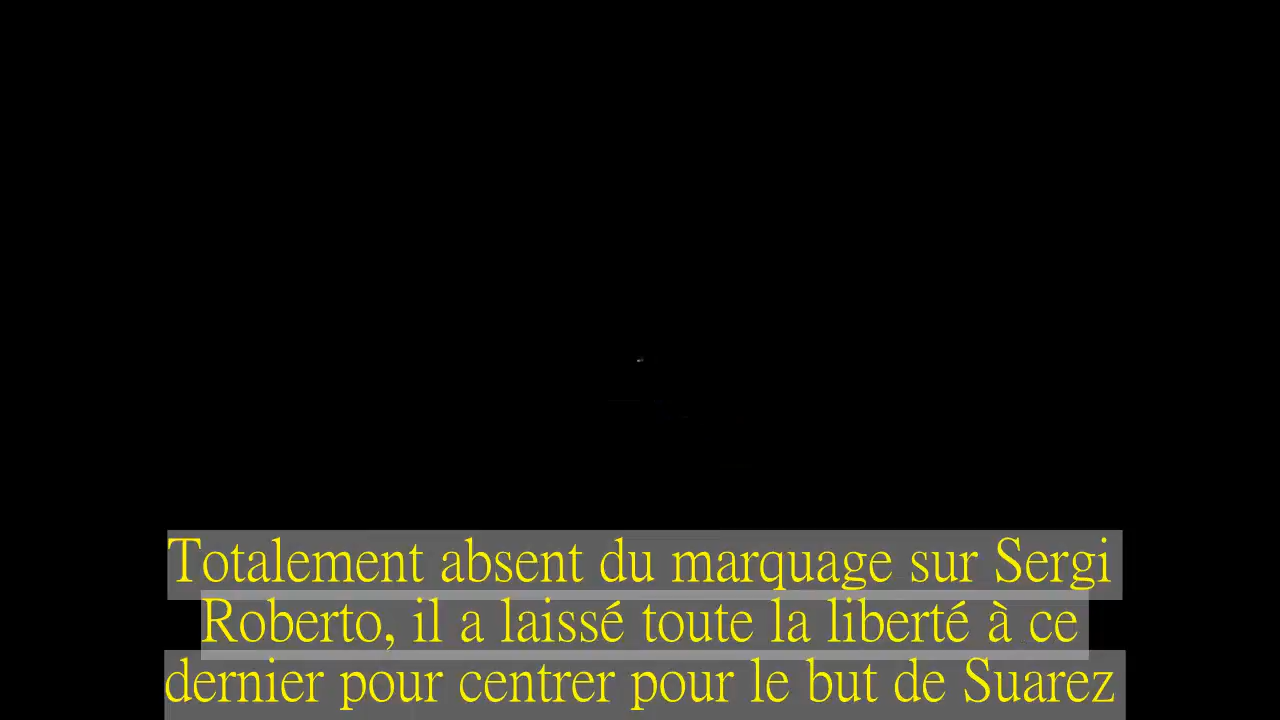 Totalement absent du marquage sur Sergi
Roberto, il a laissé toute la liberté à ce
dernier pour centrer pour le but de Suarez